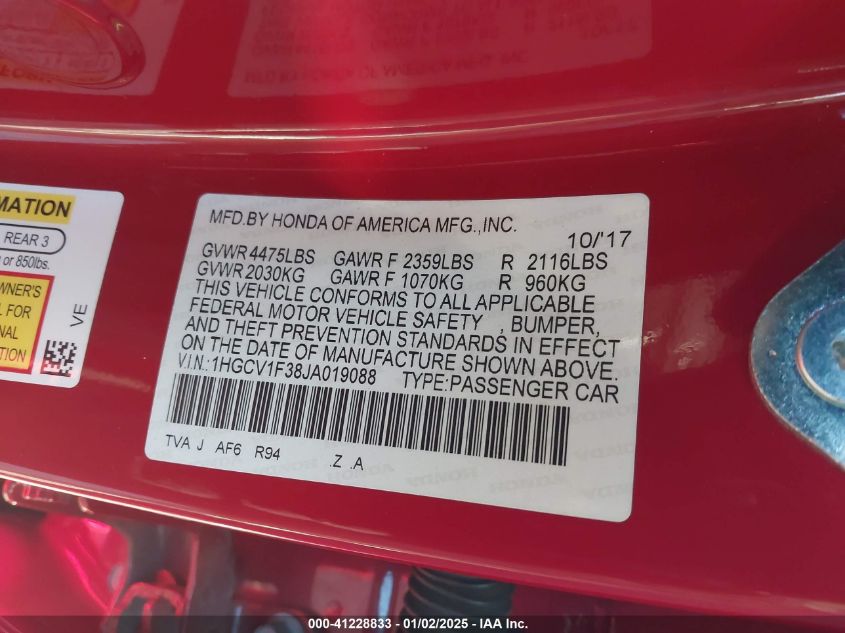 MATION
REAR 3
or 850lbs.
OWNER'S
L FOR
NAL
TION
VE
MFD.BY HONDA OF AMERICA MFG.,INC.
10/'17
GVWR 4475LBS GAWR F 2359LBS R 2116LBS
GVWR 2030KG GAWR F 1070KG R 960KG
THIS VEHICLE CONFORMS TO ALL APPLICABLE
FEDERAL MOTOR VEHICLE SAFETY , BUMPER,
AND THEFT PREVENTION STANDARDS IN EFFECT
ON THE DATE OF MANUFACTURE SHOWN ABOVE.
V.I.N.:1HGCV1F38JA019088 TYPE:PASSENGER CAR
TVA J AF6 R94 .Z .A
HONDA HONDA HONDA
000-41228833 - 01/02/2025 - IAA Inc.